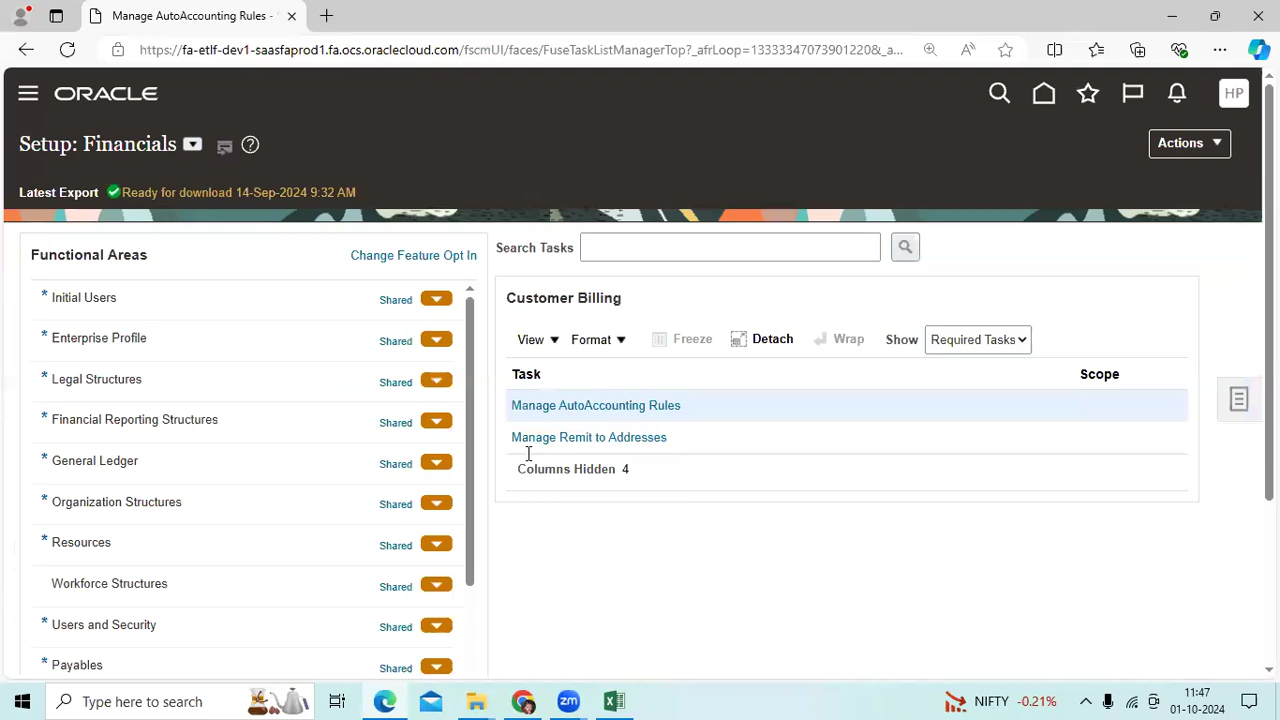 Manage AutoAccounting Rules -
https://fa-etlf-dev1-saasfaprod1.fa.ocs.oraclecloud.com/fscmUI/faces/FuseTaskListManagerTop?_afrLoop=13333347073901220&_a...
ORACLE
HP
Setup: Financials
Actions
Latest Export Ready for download 14-Sep-2024 9:32 AM
Functional Areas
Change Feature Opt In
Search Tasks
* Initial Users Shared
* Enterprise Profile Shared
* Legal Structures Shared
* Financial Reporting Structures Shared
* General Ledger Shared
* Organization Structures Shared
* Resources Shared
Workforce Structures Shared
* Users and Security Shared
* Payables Shared
Customer Billing
View Format Freeze Detach Wrap Show Required Tasks
Task Scope
Manage AutoAccounting Rules
Manage Remit to Addresses
Columns Hidden 4
Type here to search
zm
NIFTY -0.21%
11:47
01-10-2024